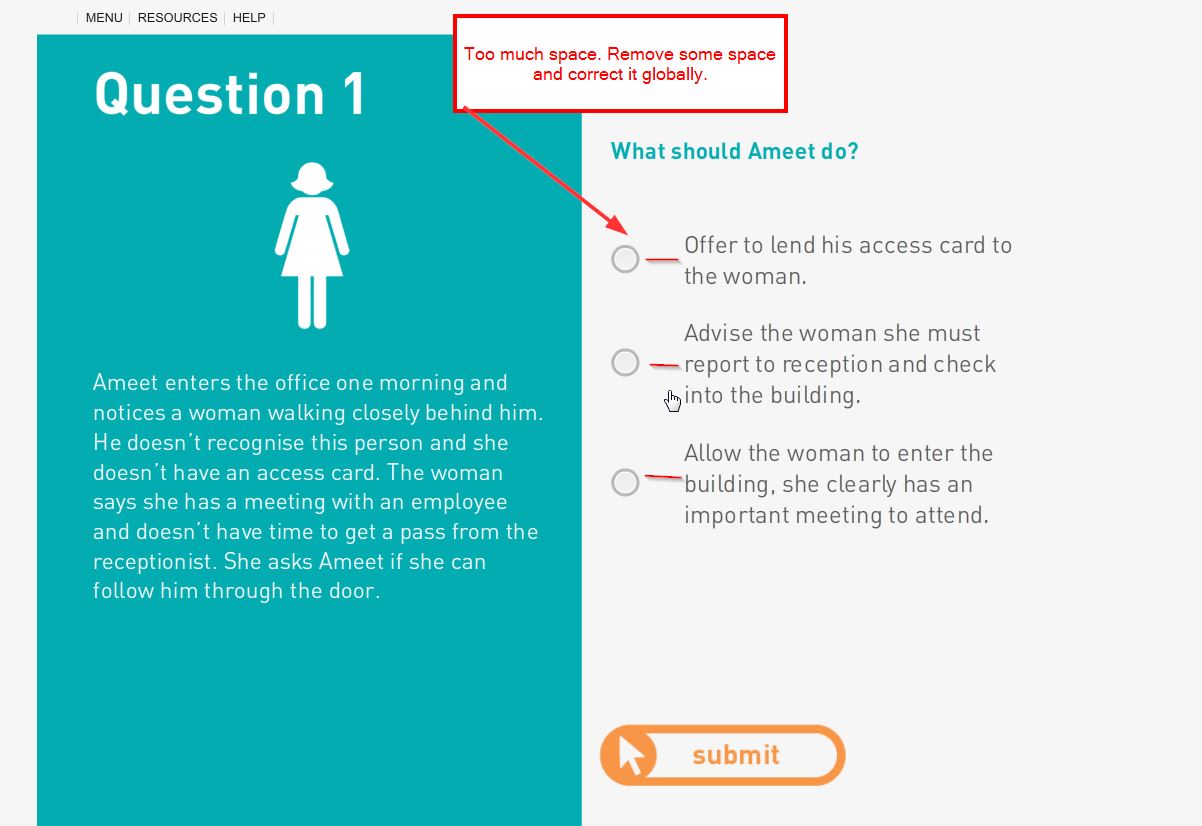 MENU RESOURCES HELP
Too much space. Remove some space
and correct it globally.
Question 1
Ameet enters the office one morning and
notices a woman walking closely behind him.
He doesn't recognise this person and she
doesn't have an access card. The woman
says she has a meeting with an employee
and doesn't have time to get a pass from the
receptionist. She asks Ameet if she can
follow him through the door.
What should Ameet do?
Offer to lend his access card to
the woman.
Advise the woman she must
report to reception and check
into the building.
Allow the woman to enter the
building, she clearly has an
important meeting to attend.
submit